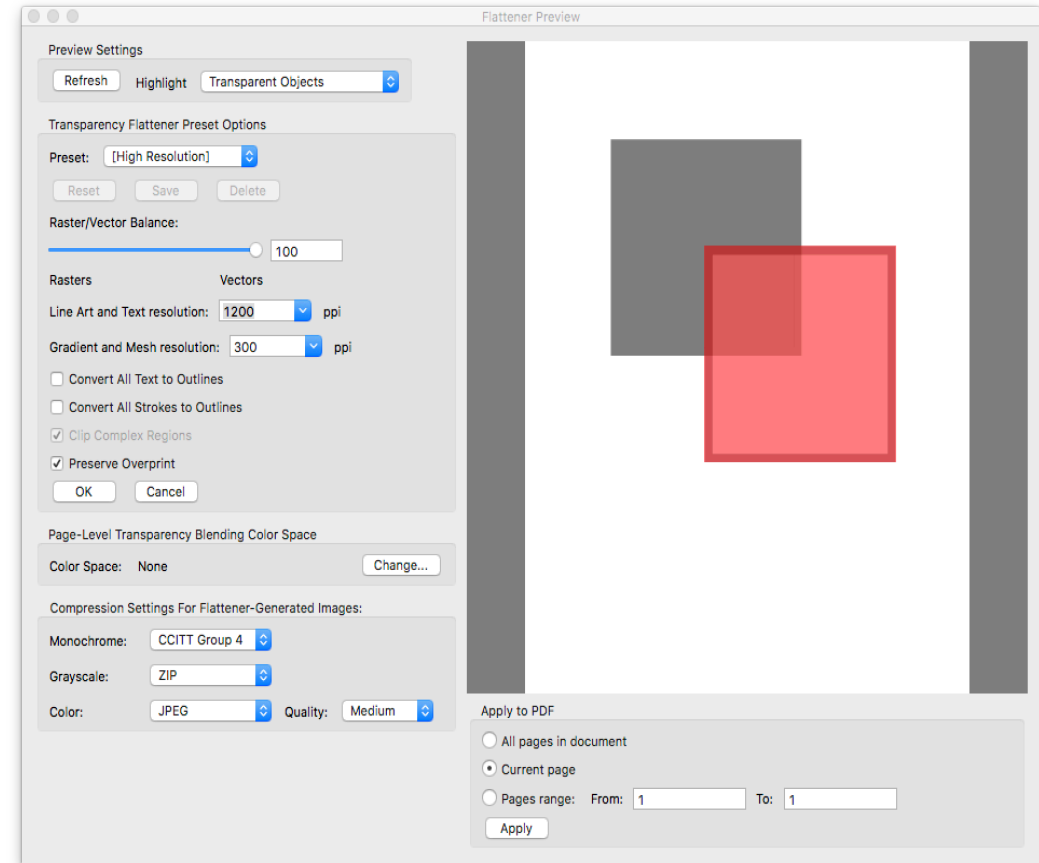 Flattener Preview
Preview Settings
Refresh Highlight Transparent Objects
Transparency Flattener Preset Options
Preset: [High Resolution]
Reset Save Delete
Raster/Vector Balance:
100
Rasters Vectors
Line Art and Text resolution: 1200 ppi
Gradient and Mesh resolution: 300 ppi
Convert All Text to Outlines
Convert All Strokes to Outlines
Clip Complex Regions
Preserve Overprint
OK Cancel
Page-Level Transparency Blending Color Space
Color Space: None Change...
Compression Settings For Flattener-Generated Images:
Monochrome: CCITT Group 4
Grayscale: ZIP
Color: JPEG Quality: Medium
Apply to PDF
All pages in document
Current page
Pages range: From: 1 To: 1
Apply